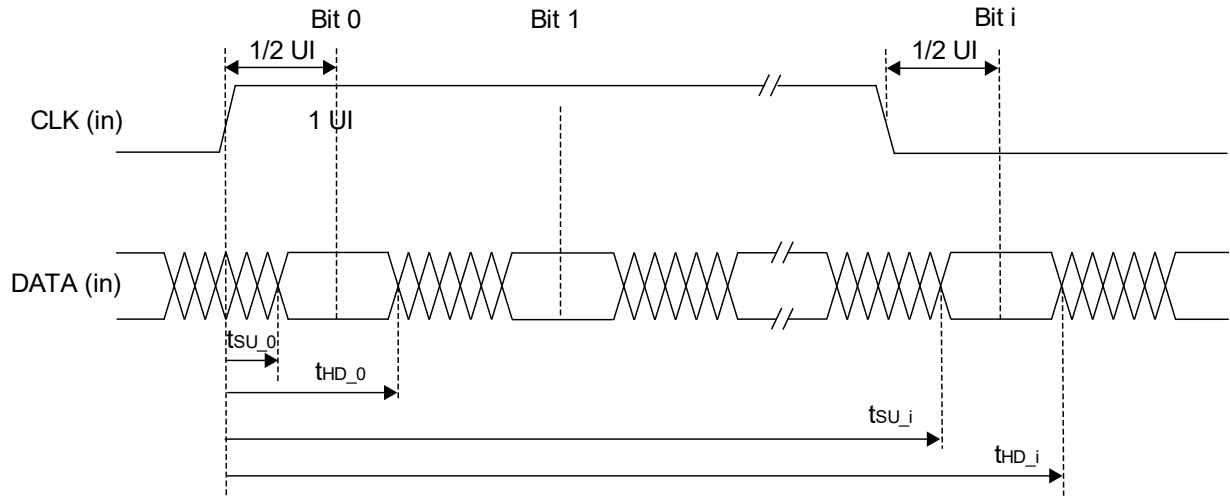 Bit 0 Bit 1 Bit i
1/2 UI 1/2 UI
CLK (in) 1 UI
DATA (in)
tSU_0
tHD_0
tSU_i
tHD_i